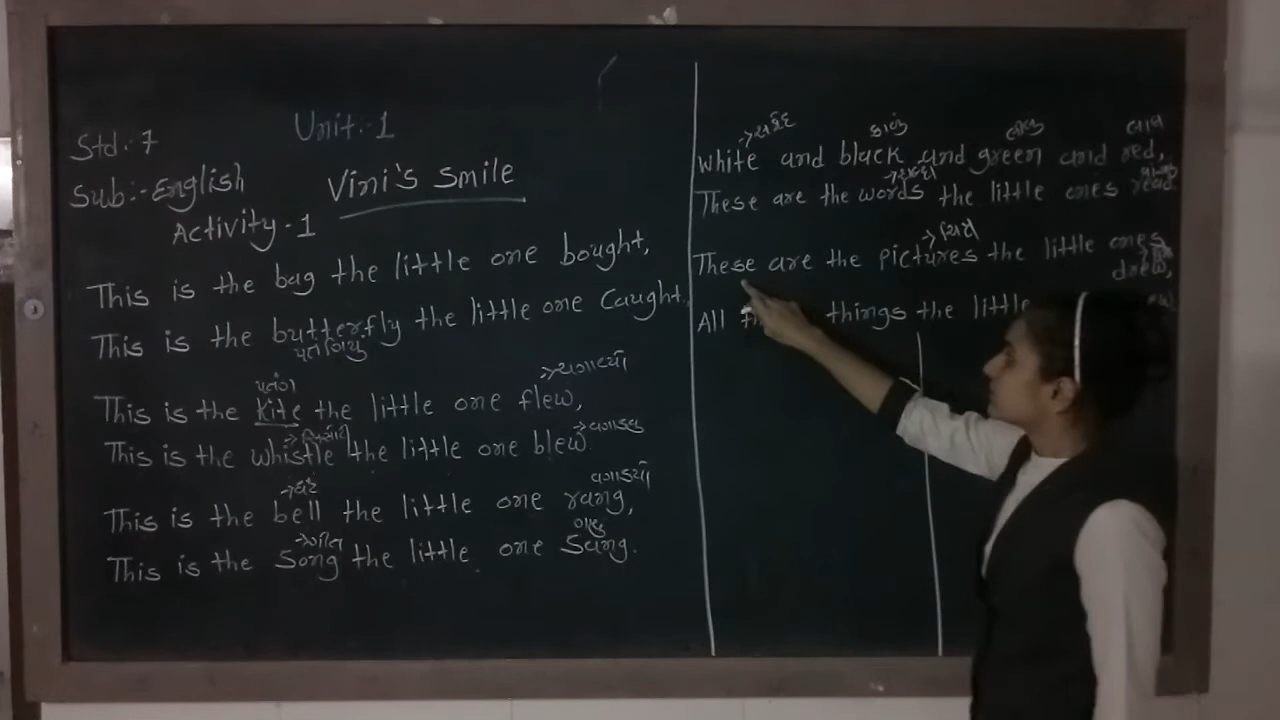 Std:-7
Unit:-1
Sub:-English
Vini's Smile
Activity-1
This is the bag the little one bought,
This is the butterfly the little one Caught.
પતંગિયુ
પતંગ
This is the kite the little one flew,
This is the whistle the little one blew.
→ઘંટ
This is the bell the little one rang,
→ગીત
ગાયુ
This is the Song the little one Sang.
→સફેદ કાળું લીલુ લાલ
White and black and green and red,
→શબ્દો
These are the words the little ones read.
→ચિત્રો
These are the pictures the little ones
drew,
All things the little